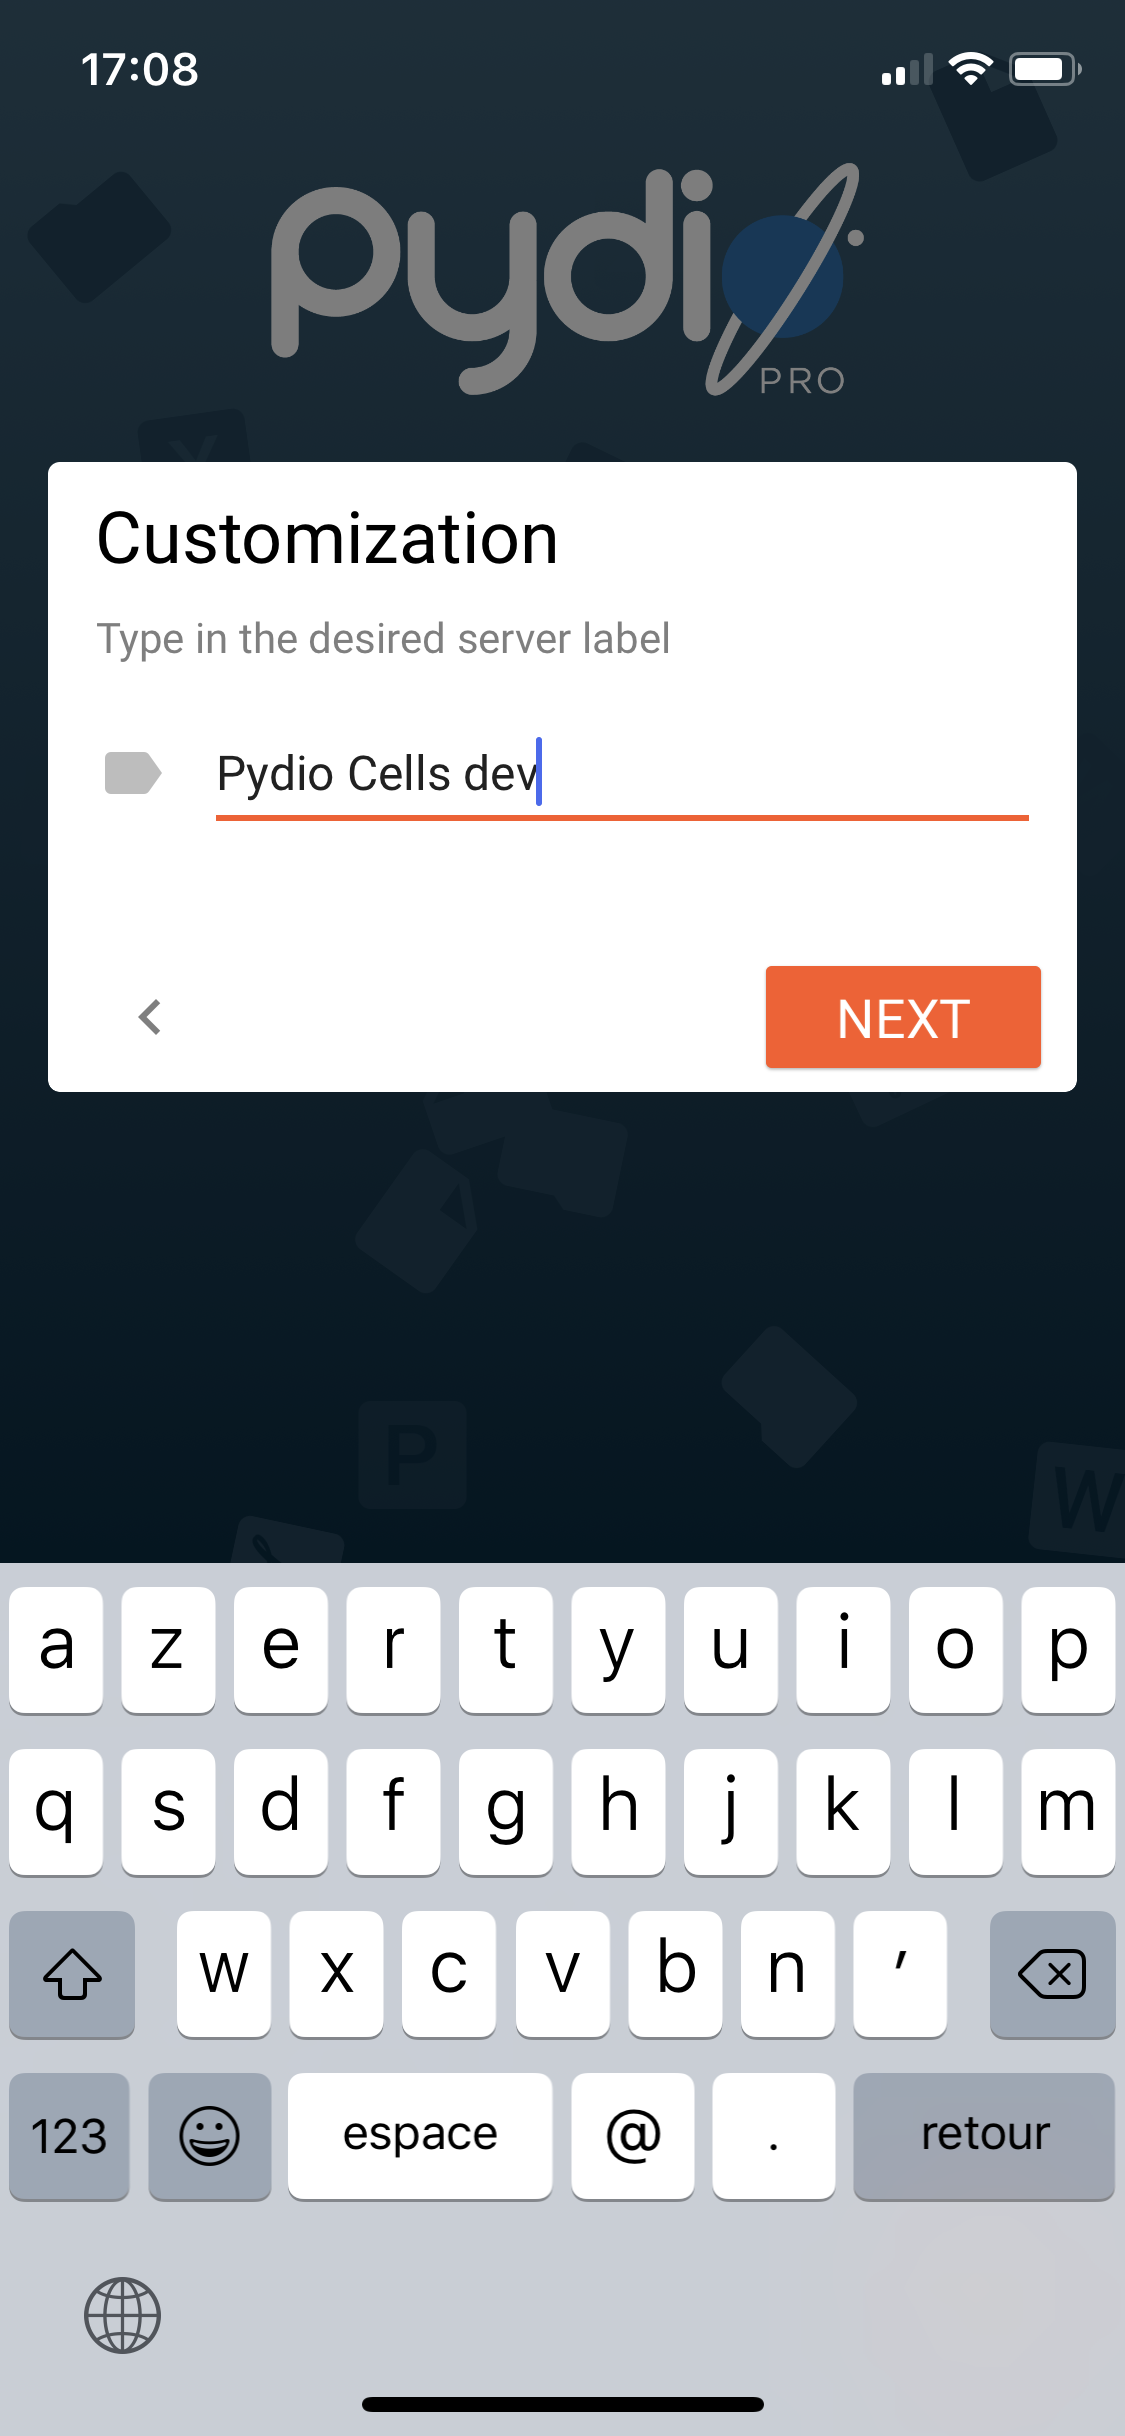 17:08
pydio
PRO
Customization
Type in the desired server label
Pydio Cells dev
NEXT
P
W
a z e r t y u i o p
q s d f g h j k l m
w x c v b n ′
123 espace @ . retour